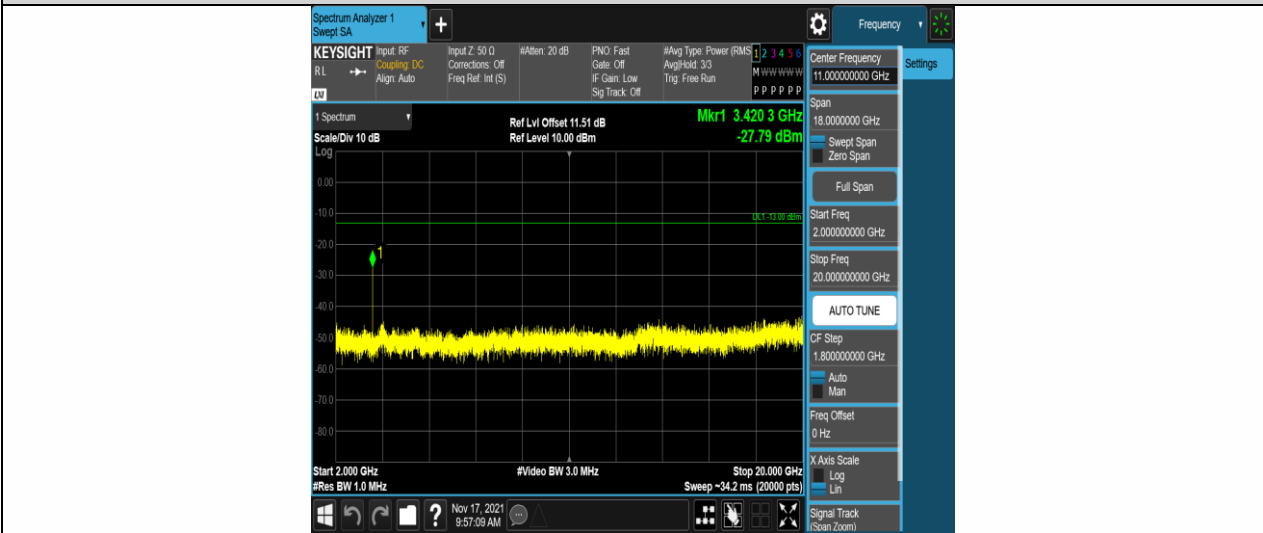 Spectrum Analyzer 1
Swept SA
Frequency
KEYSIGHT
RL
LXI
Input: RF
Coupling: DC
Align: Auto
Input Z: 50 Ω
Corrections: Off
Freq Ref: Int (S)
#Atten: 20 dB
PNO: Fast
Gate: Off
IF Gain: Low
Sig Track: Off
#Avg Type: Power (RMS
Avg|Hold: 3/3
Trig: Free Run
1 2 3 4 5 6
M W W W W W
P P P P P P
1 Spectrum
Scale/Div 10 dB
Ref Lvl Offset 11.51 dB
Ref Level 10.00 dBm
Mkr1 3.420 3 GHz
-27.79 dBm
Log
0.00
-10.0
-20.0
-30.0
-40.0
-50.0
-60.0
-70.0
-80.0
DL1 -13.00 dBm
1
Start 2.000 GHz
#Res BW 1.0 MHz
#Video BW 3.0 MHz
Stop 20.000 GHz
Sweep ~34.2 ms (20000 pts)
Nov 17, 2021
9:57:09 AM
Center Frequency
11.000000000 GHz
Settings
Span
18.0000000 GHz
Swept Span
Zero Span
Full Span
Start Freq
2.000000000 GHz
Stop Freq
20.000000000 GHz
AUTO TUNE
CF Step
1.800000000 GHz
Auto
Man
Freq Offset
0 Hz
X Axis Scale
Log
Lin
Signal Track
(Span Zoom)